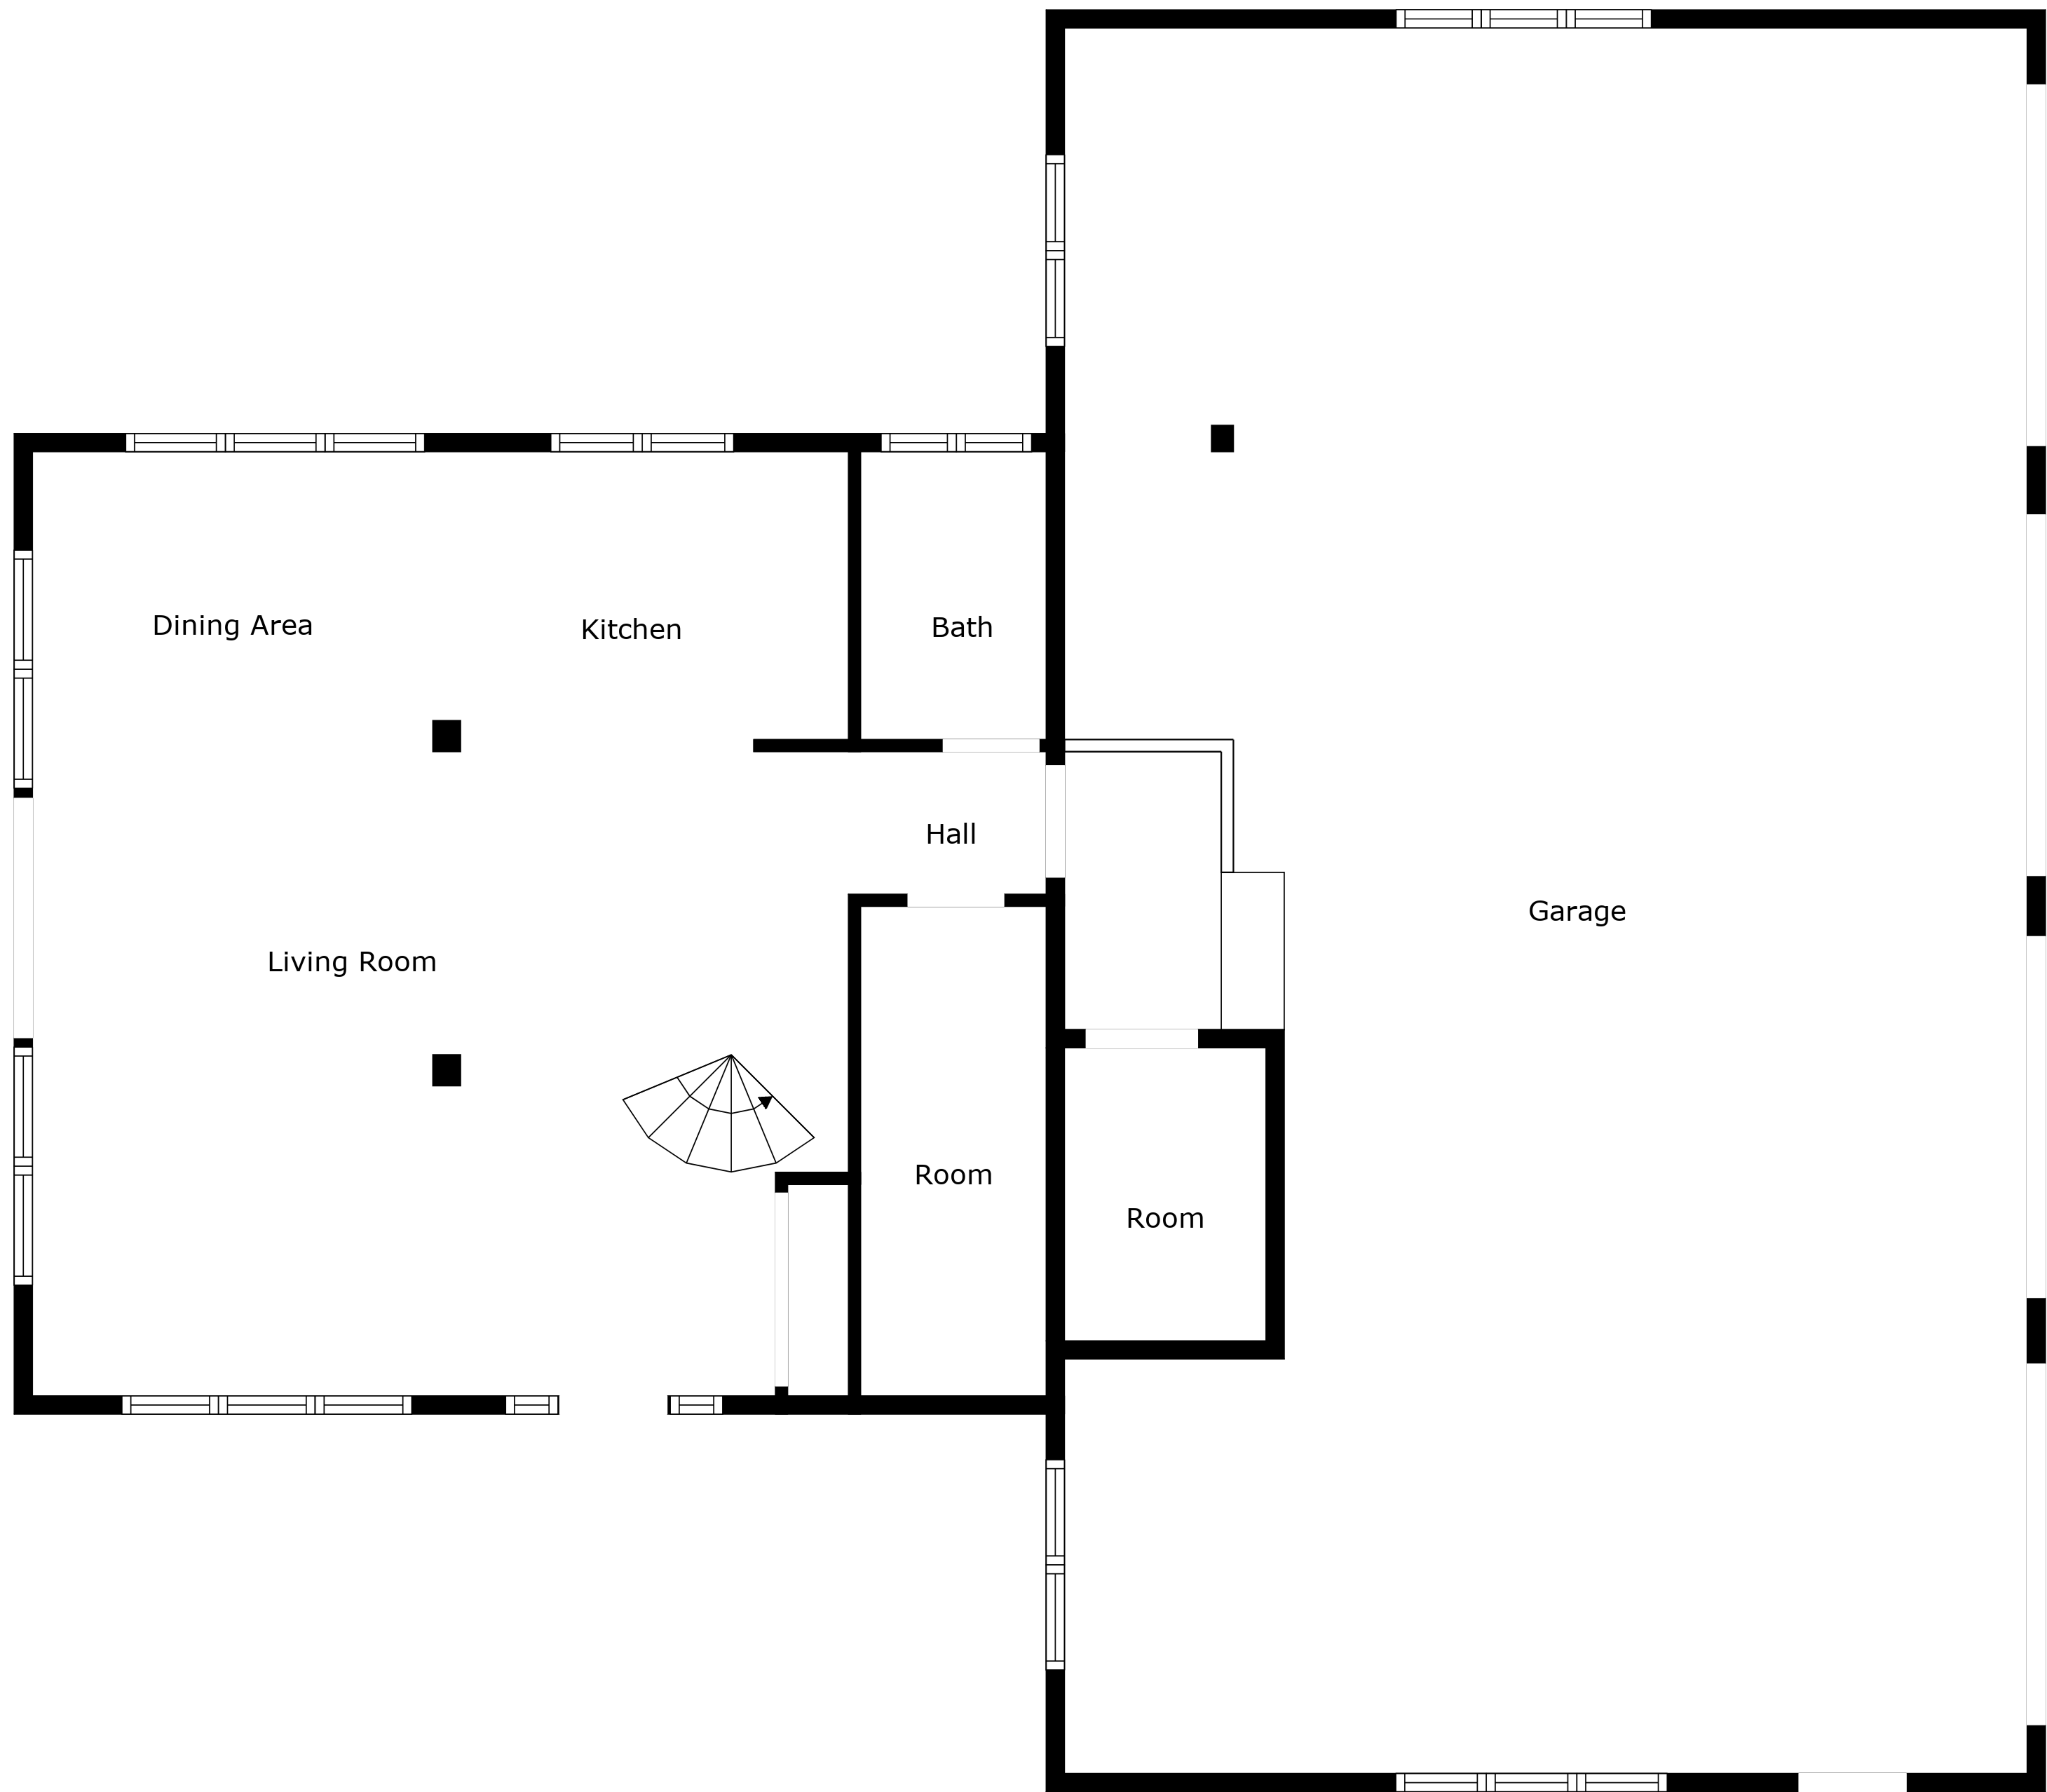 Dining Area
Kitchen
Bath
Hall
Garage
Living Room
Room
Room